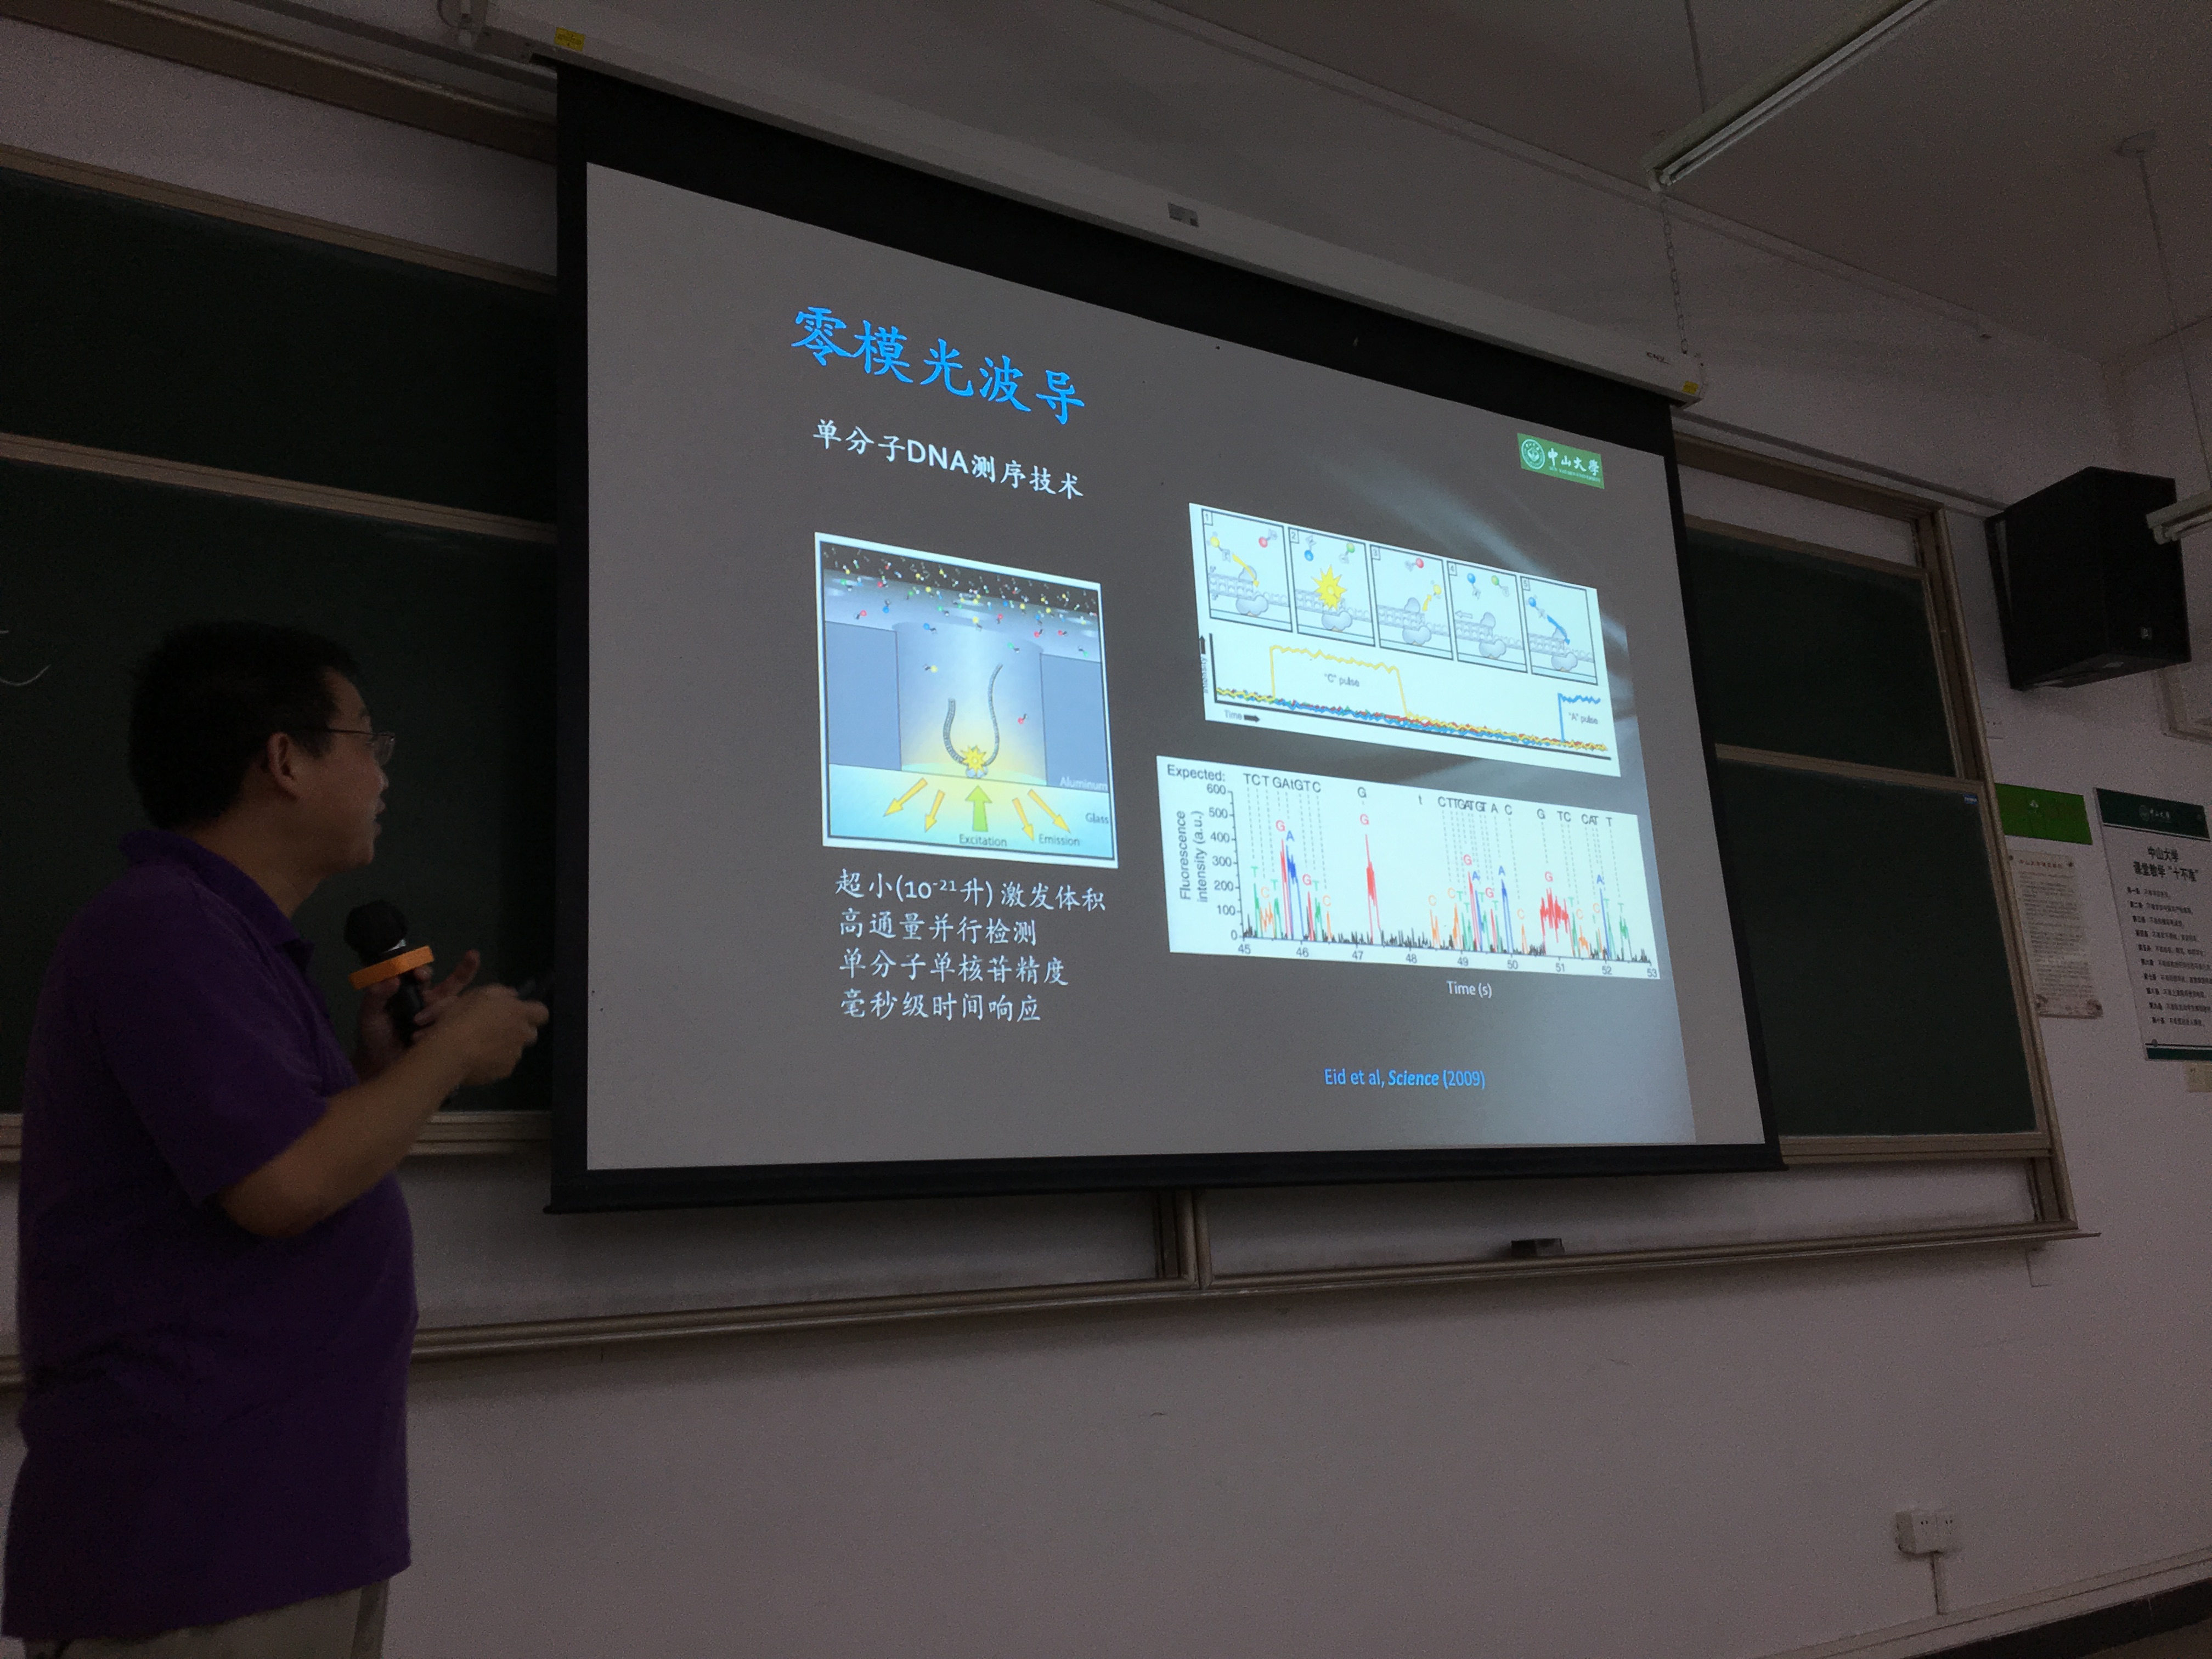 零模光波导
单分子DNA测序技术
中山大學
1
2
3
4
5
"C" pulse
"A" pulse
Time
Aluminum
Glass
Excitation
Emission
超小(10⁻²¹升) 激发体积
高通量并行检测
单分子单核苷精度
毫秒级时间响应
Expected: TCT GAtGTC G t CTTGATGT A C G TC CAT T
Fluorescence intensity (a.u.)
600
500
400
300
200
100
0
45 46 47 48 49 50 51 52 53
Time (s)
Eid et al, Science (2009)
中山大学
课堂教学"十不准"